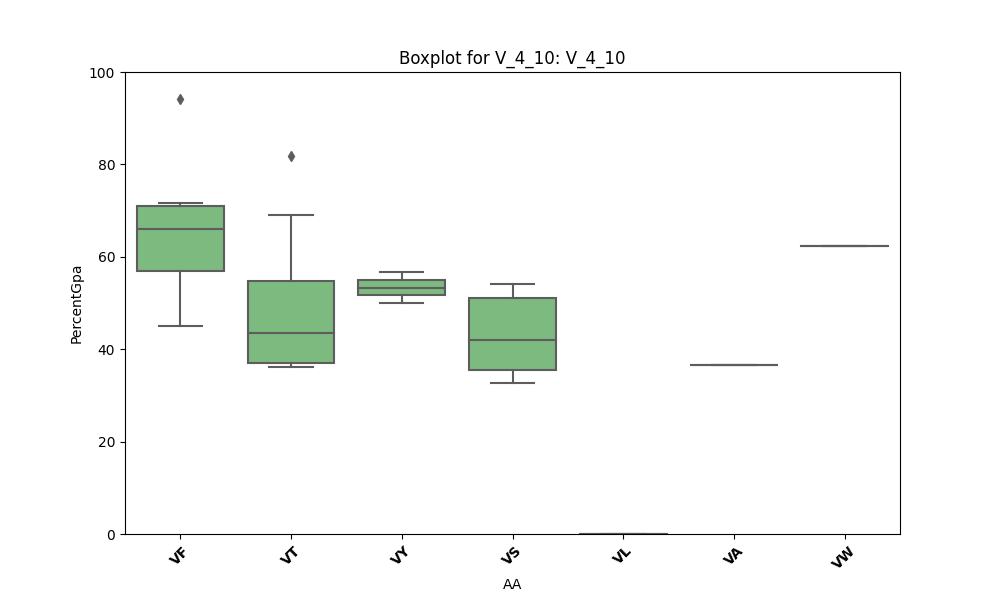 Boxplot for V_4_10: V_4_10
100
80
60
40
20
0
PercentGpa
VF
VT
VY
VS
VL
VA
VW
AA